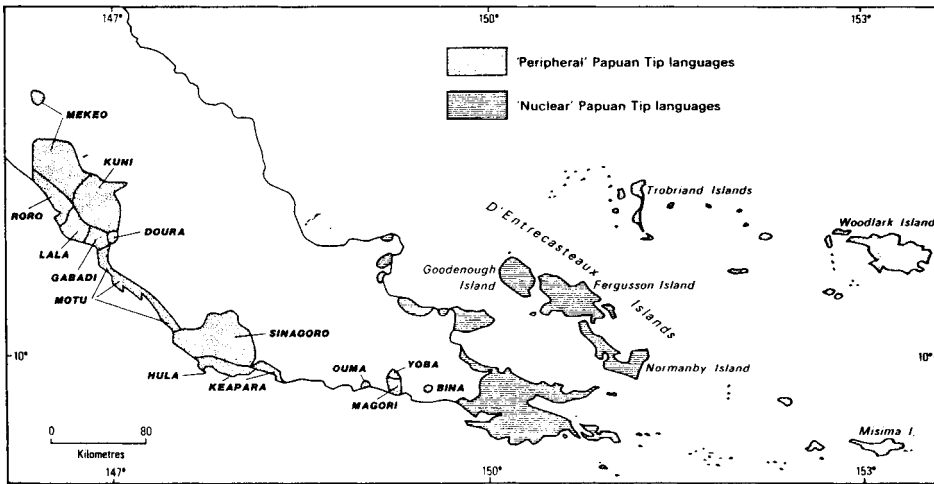 147° 150° 153°
'Peripheral' Papuan Tip languages
'Nuclear' Papuan Tip languages
MEKEO
KUNI
RORO
DOURA
LALA
GABADI
MOTU
SINAGORO
HULA
KEAPARA
OUMA
YOBA
MAGORI
BINA
D'Entrecasteaux Islands
Goodenough
Island
Fergusson Island
Normanby Island
Trobriand Islands
Woodlark Island
Misima I.
10° 10°
0 80
Kilometres
147° 150° 153°